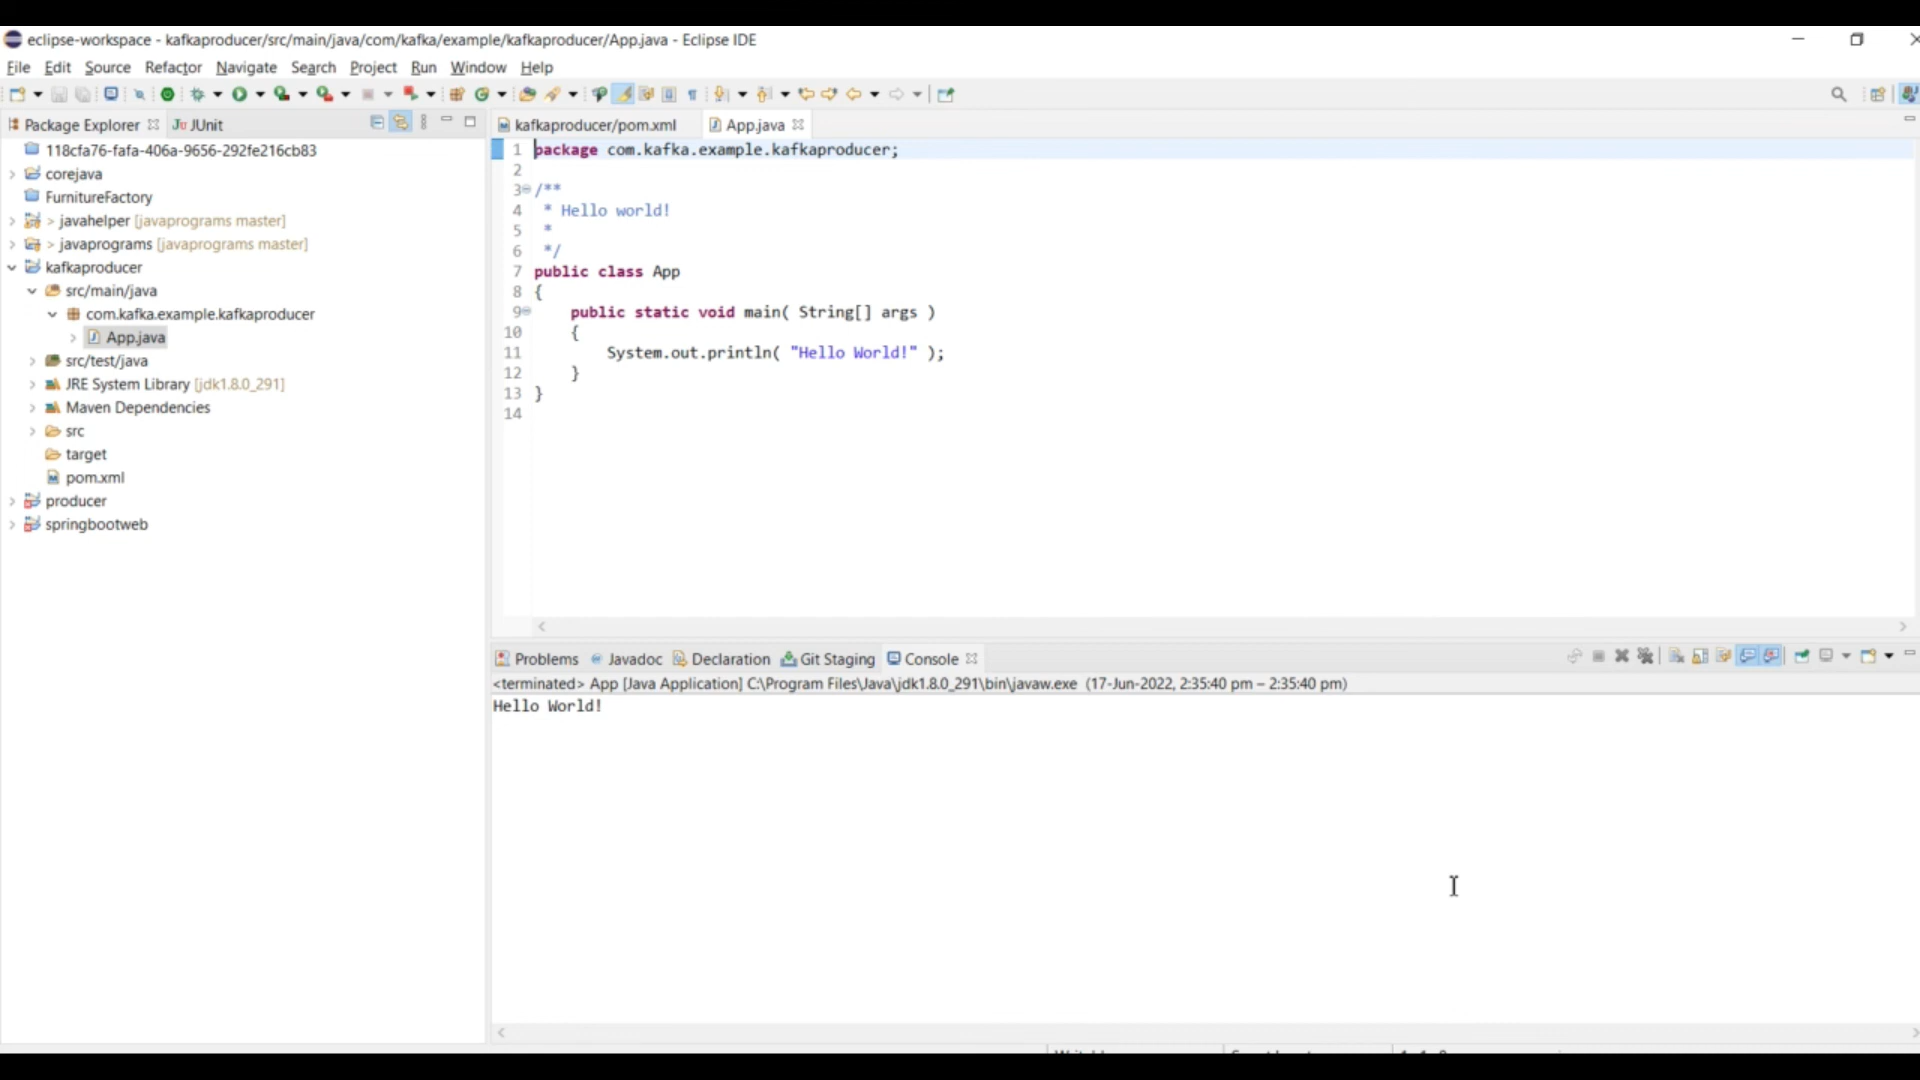 eclipse-workspace - kafkaproducer/src/main/java/com/kafka/example/kafkaproducer/App.java - Eclipse IDE
File Edit Source Refactor Navigate Search Project Run Window Help
Package Explorer JUnit
118cfa76-fafa-406a-9656-292fe216cb83
corejava
FurnitureFactory
> javahelper [javaprograms master]
> javaprograms [javaprograms master]
kafkaproducer
src/main/java
com.kafka.example.kafkaproducer
App.java
src/test/java
JRE System Library [jdk1.8.0_291]
Maven Dependencies
src
target
pom.xml
producer
springbootweb
kafkaproducer/pom.xml App.java
1 package com.kafka.example.kafkaproducer;
2
3 /**
4 * Hello world!
5 *
6 */
7 public class App
8 {
9 public static void main( String[] args )
10 {
11 System.out.println( "Hello World!" );
12 }
13 }
14
Problems Javadoc Declaration Git Staging Console
<terminated> App [Java Application] C:\Program Files\Java\jdk1.8.0_291\bin\javaw.exe (17-Jun-2022, 2:35:40 pm – 2:35:40 pm)
Hello World!